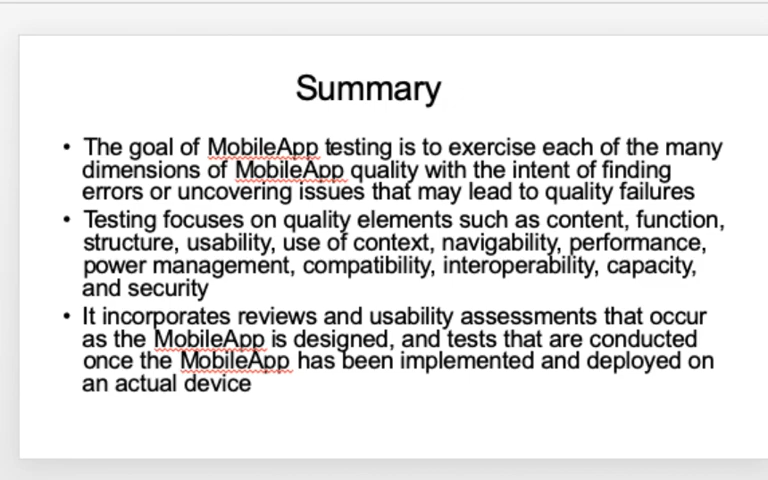 Summary
• The goal of MobileApp testing is to exercise each of the many
dimensions of MobileApp quality with the intent of finding
errors or uncovering issues that may lead to quality failures
• Testing focuses on quality elements such as content, function,
structure, usability, use of context, navigability, performance,
power management, compatibility, interoperability, capacity,
and security
• It incorporates reviews and usability assessments that occur
as the MobileApp is designed, and tests that are conducted
once the MobileApp has been implemented and deployed on
an actual device